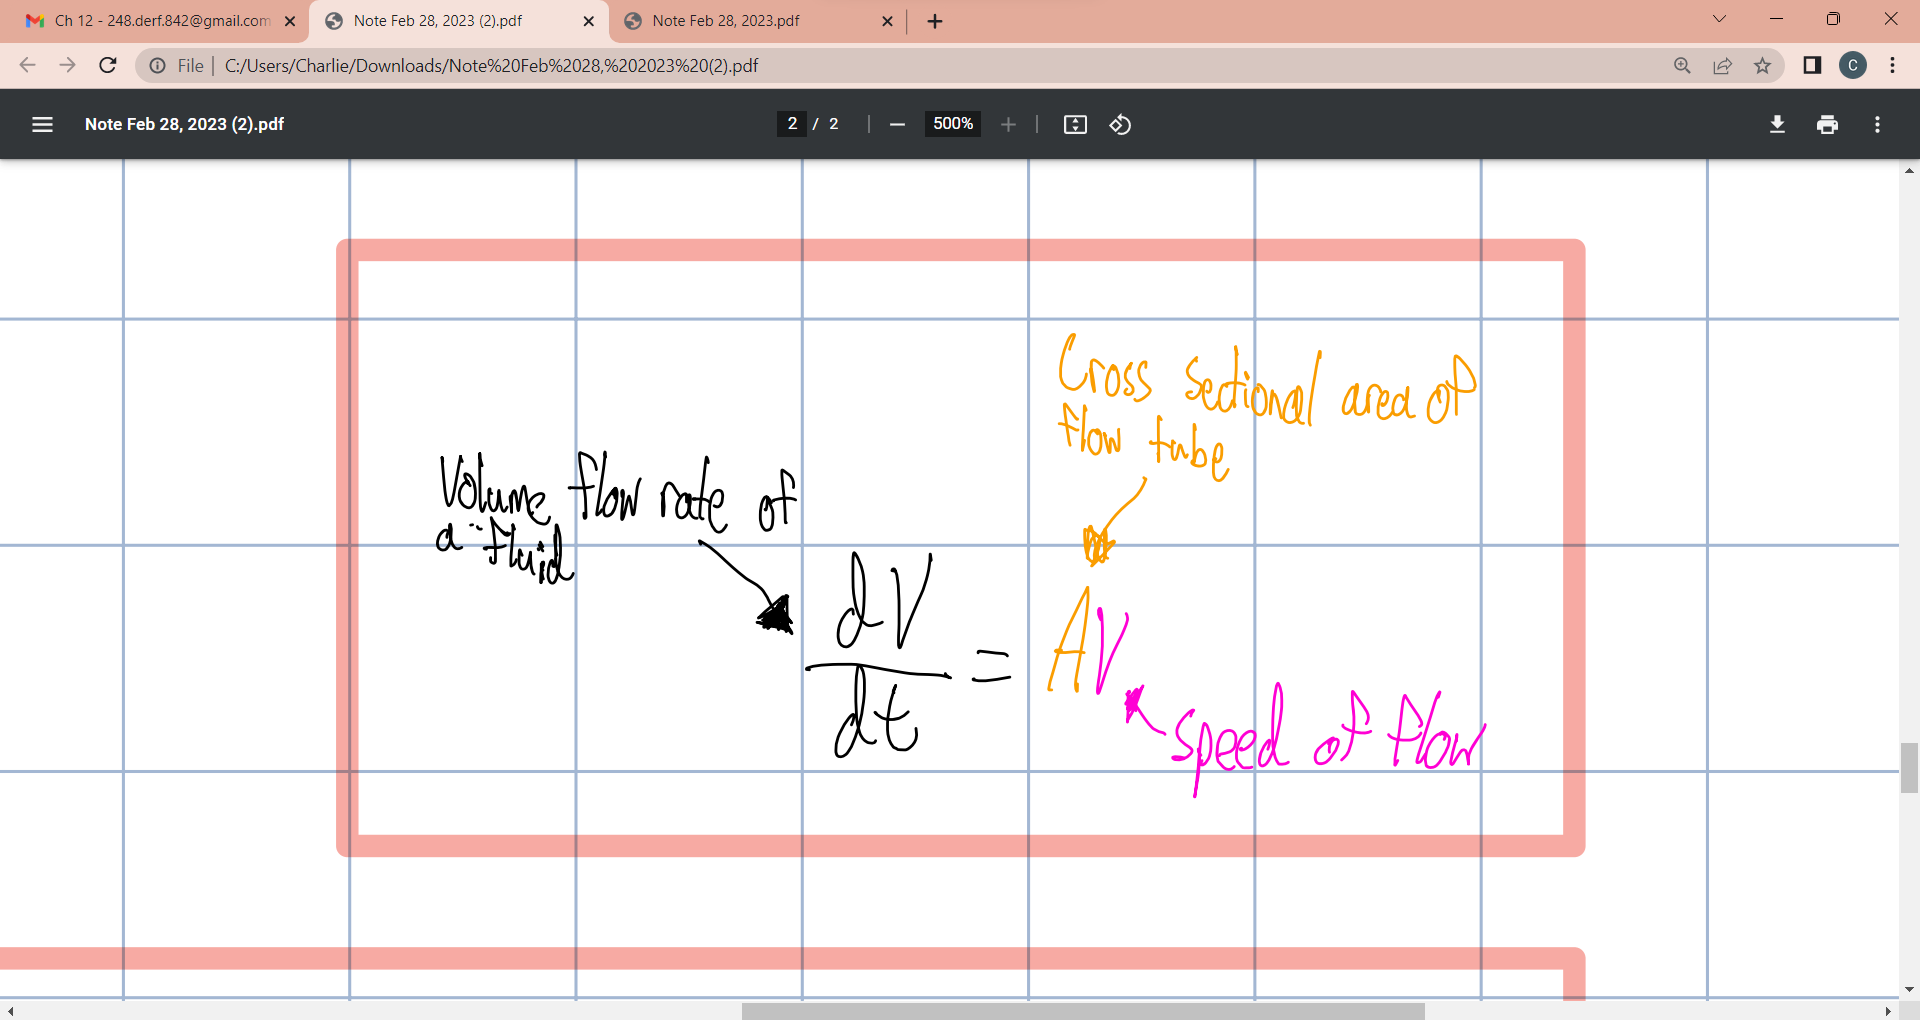 Ch 12 - 248.derf.842@gmail.com
Note Feb 28, 2023 (2).pdf
Note Feb 28, 2023.pdf
File | C:/Users/Charlie/Downloads/Note%20Feb%2028,%202023%20(2).pdf
C
Note Feb 28, 2023 (2).pdf
2 / 2
500%
Cross sectional area of
flow tube
Volume flow rate of
a fluid
dV
dt
= AV
speed of flow